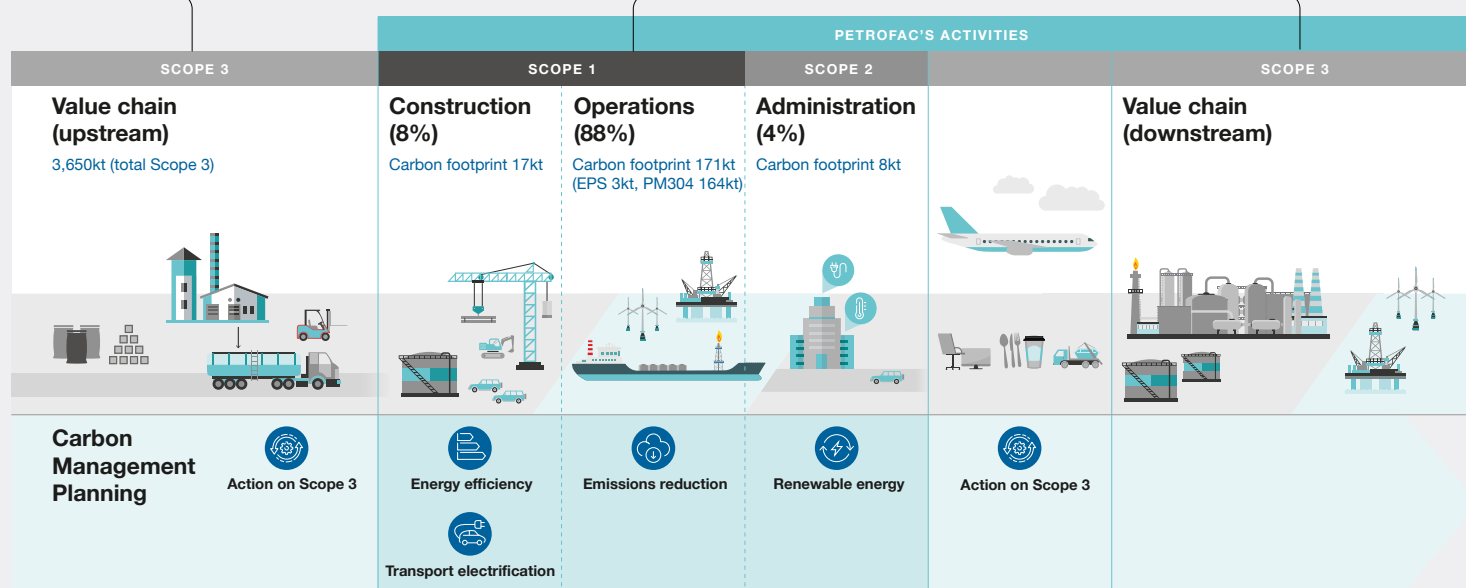 PETROFAC'S ACTIVITIES
SCOPE 3
SCOPE 1
SCOPE 2
SCOPE 3
Value chain
(upstream)
3,650kt (total Scope 3)
Construction
(8%)
Carbon footprint 17kt
Operations
(88%)
Carbon footprint 171kt
(EPS 3kt, PM304 164kt)
Administration
(4%)
Carbon footprint 8kt
Value chain
(downstream)
Carbon
Management
Planning
Action on Scope 3
Energy efficiency
Transport electrification
Emissions reduction
Renewable energy
Action on Scope 3